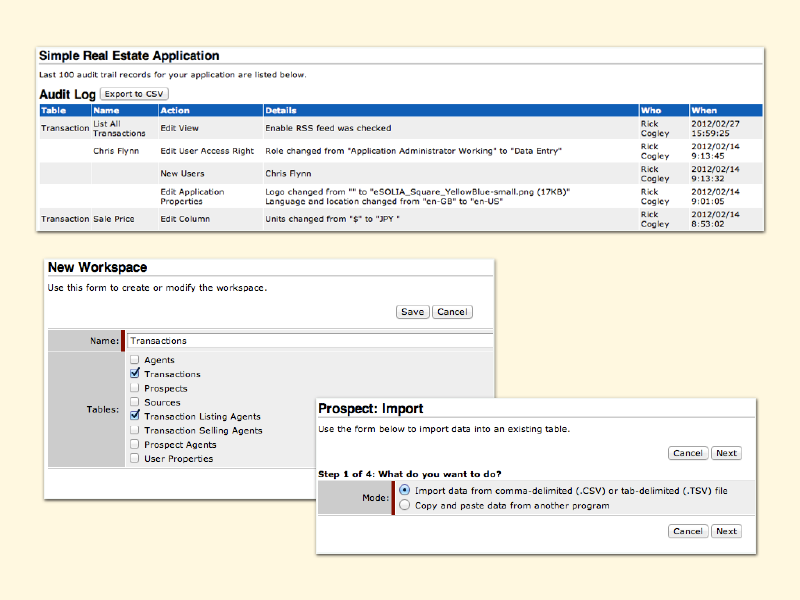 Simple Real Estate Application
Last 100 audit trail records for your application are listed below.
Audit Log Export to CSV
Table Name Action Details Who When
Transaction List All Transactions Edit View Enable RSS feed was checked Rick Cogley 2012/02/27 15:59:25
Chris Flynn Edit User Access Right Role changed from "Application Administrator Working" to "Data Entry" Rick Cogley 2012/02/14 9:13:45
New Users Chris Flynn Rick Cogley 2012/02/14 9:13:32
Edit Application Properties Logo changed from "" to "eSOLIA_Square_YellowBlue-small.png (17KB)" Language and location changed from "en-GB" to "en-US" Rick Cogley 2012/02/14 9:01:05
Transaction Sale Price Edit Column Units changed from "$" to "JPY " Rick Cogley 2012/02/14 8:53:02
New Workspace
Use this form to create or modify the workspace.
Save Cancel
Name: Transactions
Tables:
Agents
Transactions
Prospects
Sources
Transaction Listing Agents
Transaction Selling Agents
Prospect Agents
User Properties
Prospect: Import
Use the form below to import data into an existing table.
Cancel Next
Step 1 of 4: What do you want to do?
Mode:
Import data from comma-delimited (.CSV) or tab-delimited (.TSV) file
Copy and paste data from another program
Cancel Next